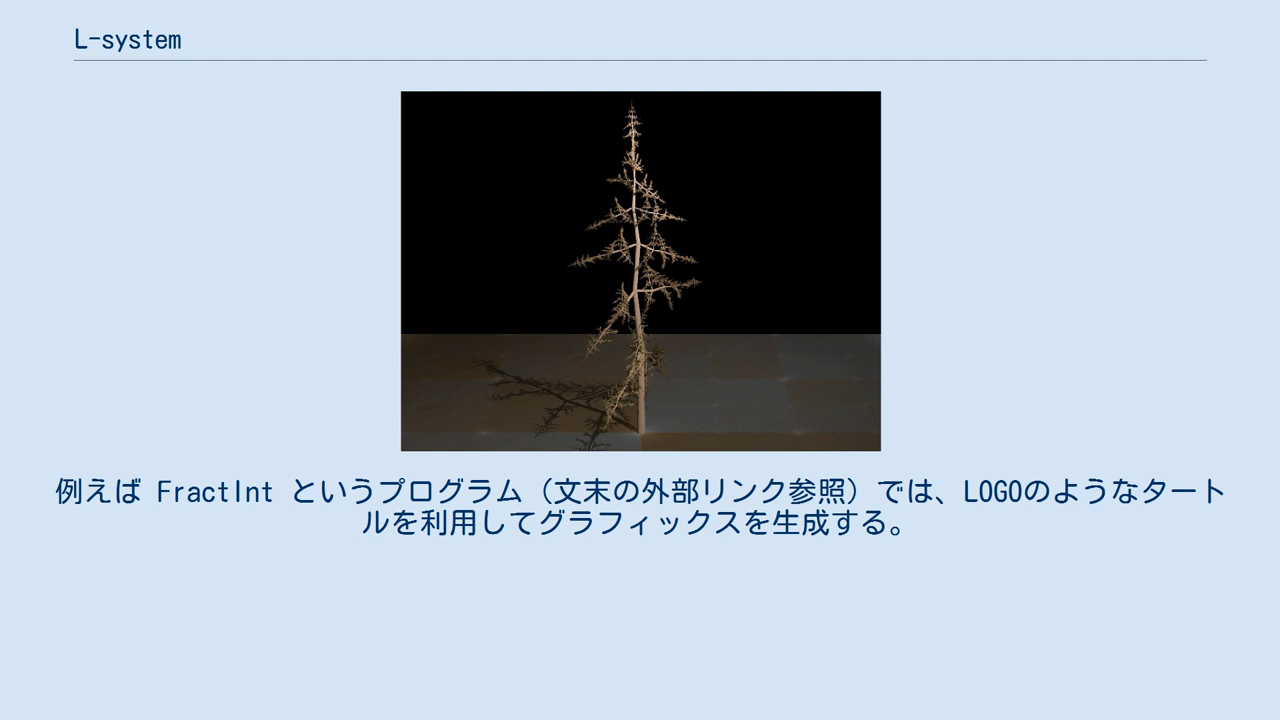 L-system
例えば FractInt というプログラム（文末の外部リンク参照）では、LOGOのようなタート
ルを利用してグラフィックスを生成する。